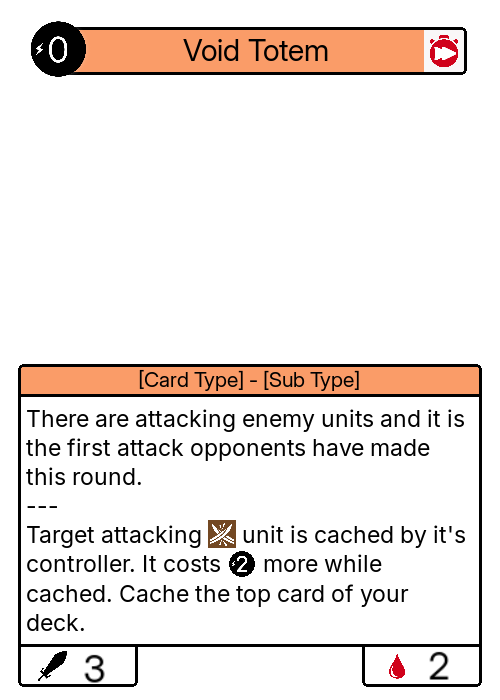 0 Void Totem
[Card Type] - [Sub Type]
There are attacking enemy units and it is
the first attack opponents have made
this round.
---
Target attacking unit is cached by it's
controller. It costs 2 more while
cached. Cache the top card of your
deck.
3 2